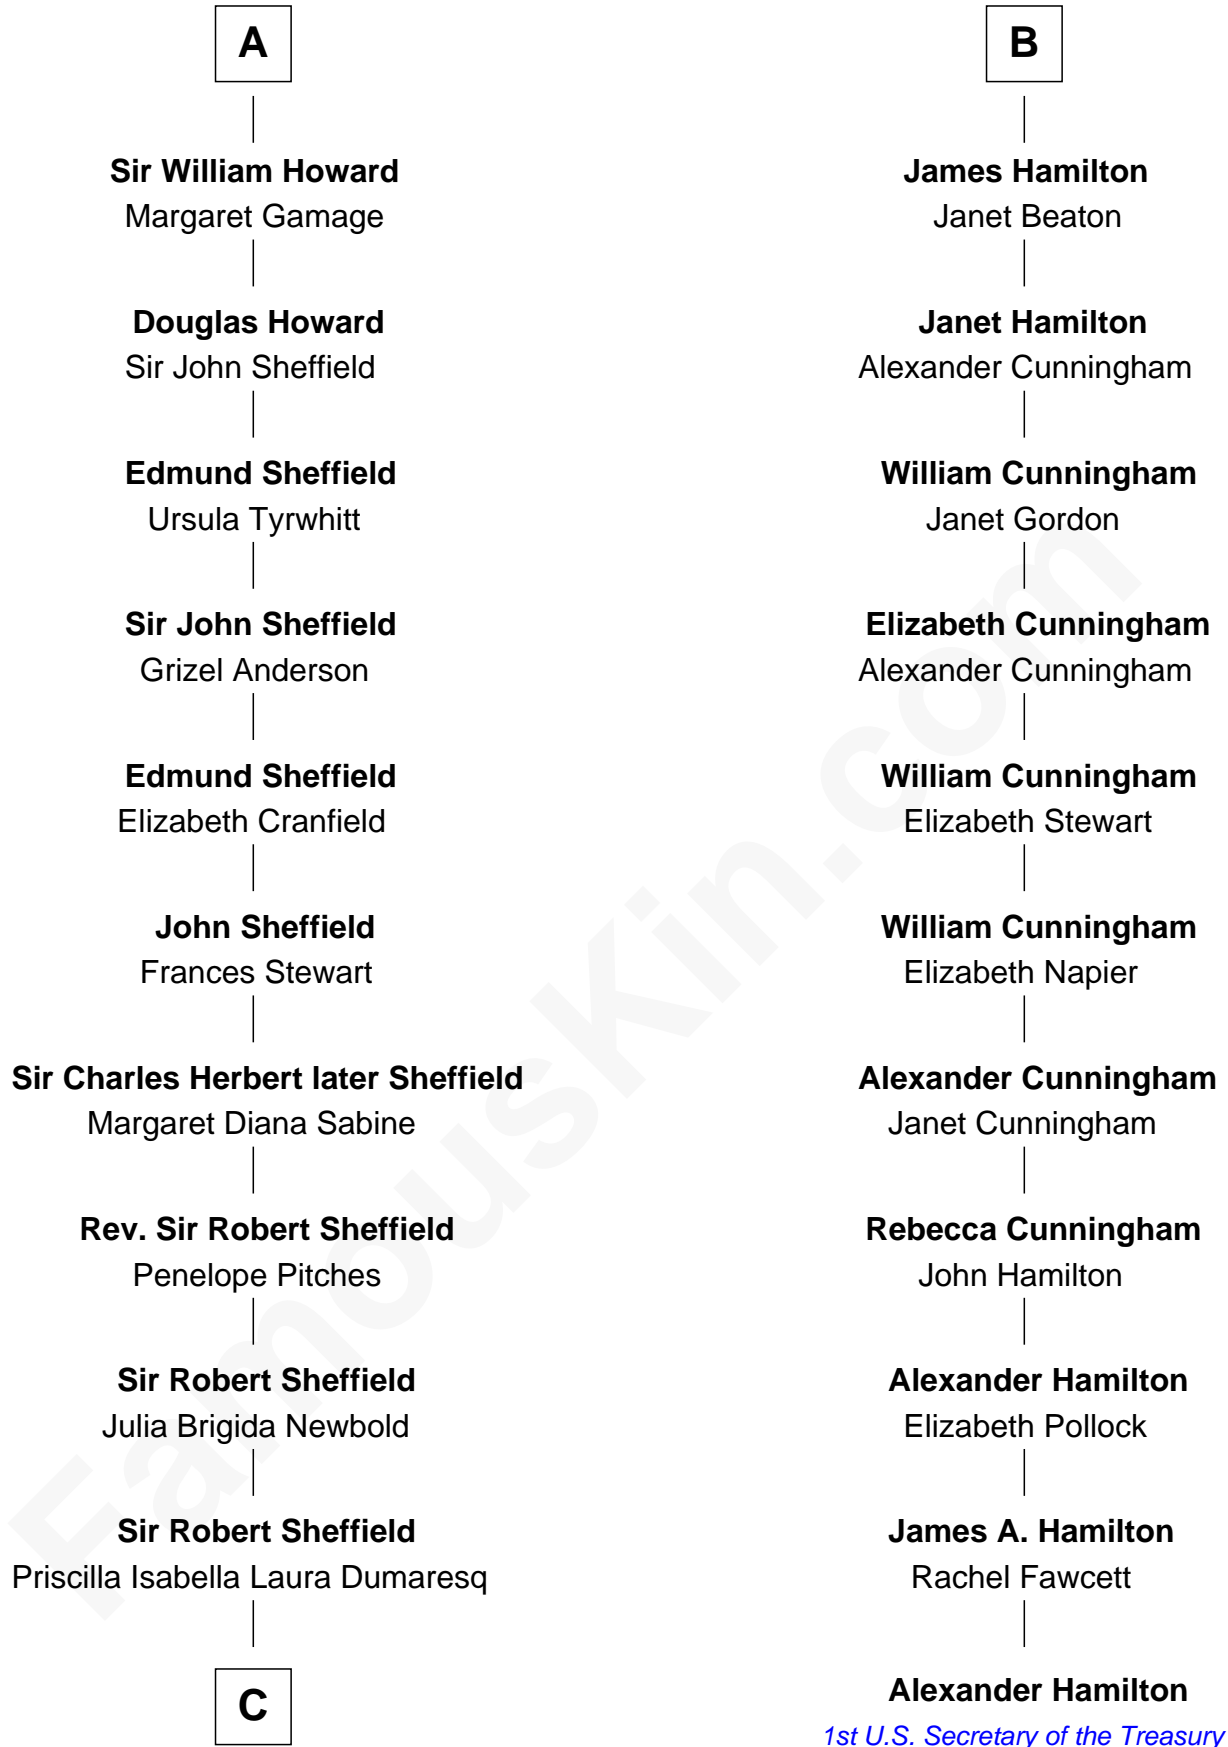 A
Sir William Howard
Margaret Gamage
Douglas Howard
Sir John Sheffield
Edmund Sheffield
Ursula Tyrwhitt
Sir John Sheffield
Grizel Anderson
Edmund Sheffield
Elizabeth Cranfield
John Sheffield
Frances Stewart
Sir Charles Herbert later Sheffield
Margaret Diana Sabine
Rev. Sir Robert Sheffield
Penelope Pitches
Sir Robert Sheffield
Julia Brigida Newbold
Sir Robert Sheffield
Priscilla Isabella Laura Dumaresq
C
B
James Hamilton
Janet Beaton
Janet Hamilton
Alexander Cunningham
William Cunningham
Janet Gordon
Elizabeth Cunningham
Alexander Cunningham
William Cunningham
Elizabeth Stewart
William Cunningham
Elizabeth Napier
Alexander Cunningham
Janet Cunningham
Rebecca Cunningham
John Hamilton
Alexander Hamilton
Elizabeth Pollock
James A. Hamilton
Rachel Fawcett
Alexander Hamilton
1st U.S. Secretary of the Treasury
FamousKin.com